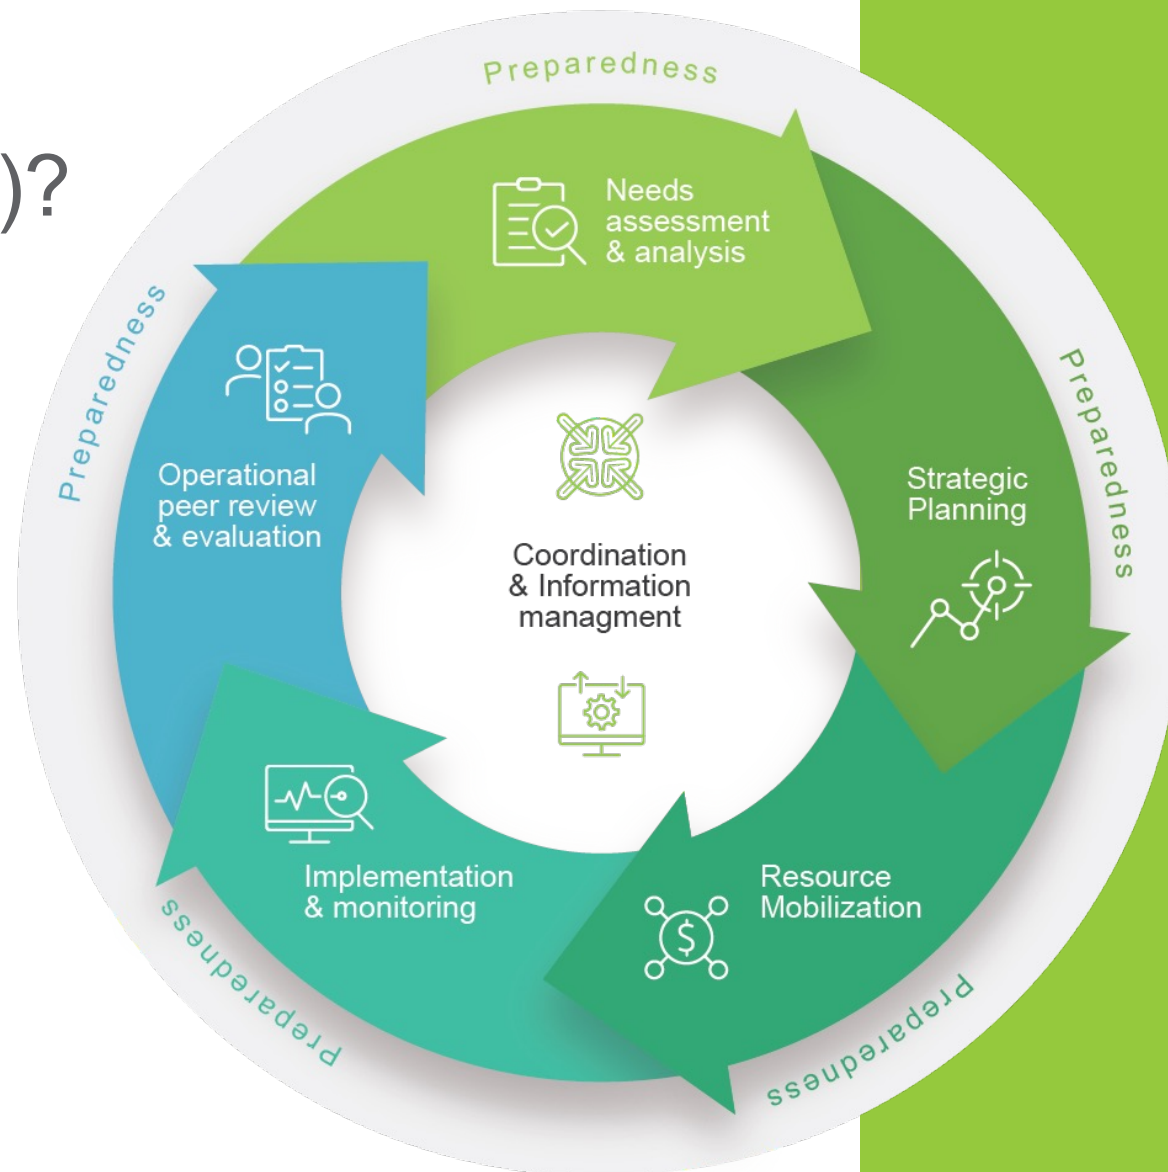 )?
Preparedness
Needs
assessment
& analysis
Preparedness
Strategic
Planning
Preparedness
Operational
peer review
& evaluation
Coordination
& Information
managment
$
Resource
Mobilization
Implementation
& monitoring
Preparedness
Preparedness